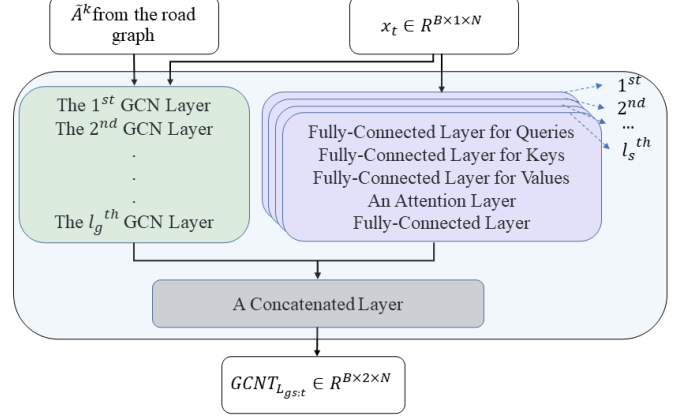 Ã^k from the road
graph
x_t ∈ R^{B×1×N}
The 1^{st} GCN Layer
The 2^{nd} GCN Layer
.
.
.
The l_g^{th} GCN Layer
Fully-Connected Layer for Queries
Fully-Connected Layer for Keys
Fully-Connected Layer for Values
An Attention Layer
Fully-Connected Layer
1^{st}
2^{nd}
...
l_s^{th}
A Concatenated Layer
GCNT_{L_{gs:t}} ∈ R^{B×2×N}